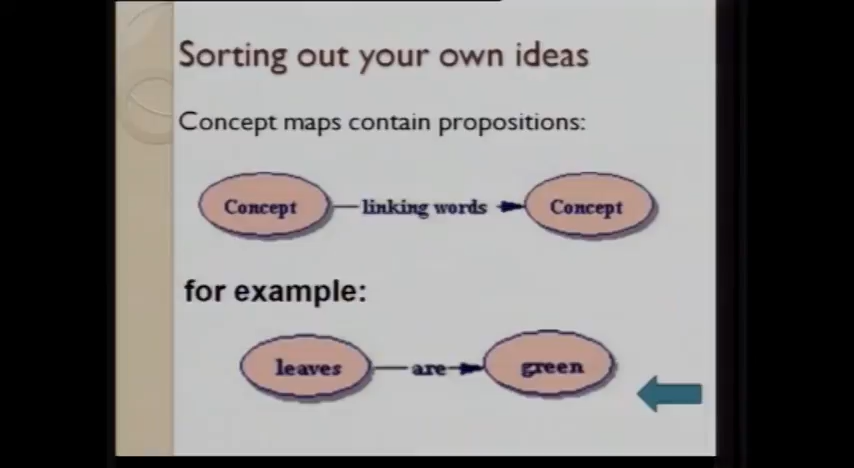 Sorting out your own ideas
Concept maps contain propositions:
Concept linking words Concept
for example:
leaves are green